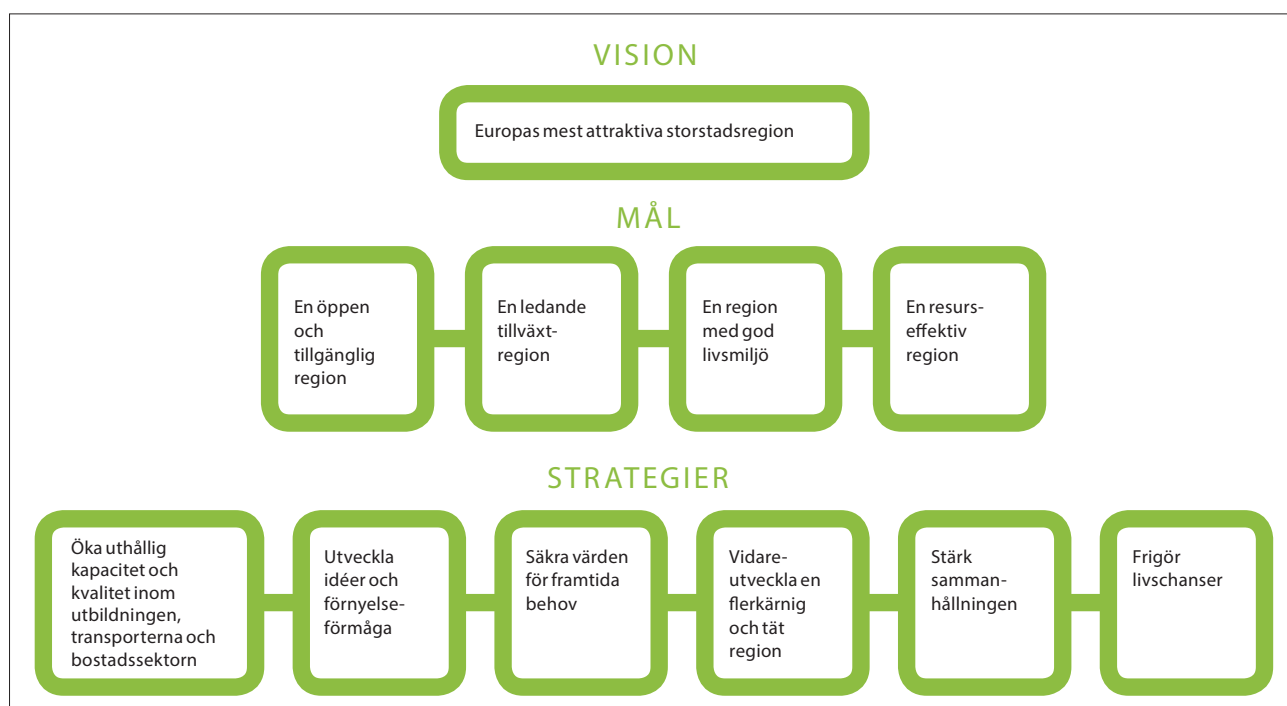 VISION
Europas mest attraktiva storstadsregion
MÅL
En öppen
och
tillgänglig
region
En ledande
tillväxt-
region
En region
med god
livsmiljö
En resurs-
effektiv
region
STRATEGIER
Öka uthållig
kapacitet och
kvalitet inom
utbildningen,
transporterna och
bostadssektorn
Utveckla
idéer och
förnyelse-
förmåga
Säkra värden
för framtida
behov
Vidare-
utveckla en
flerkärnig
och tät
region
Stärk
samman-
hållningen
Frigör
livschanser